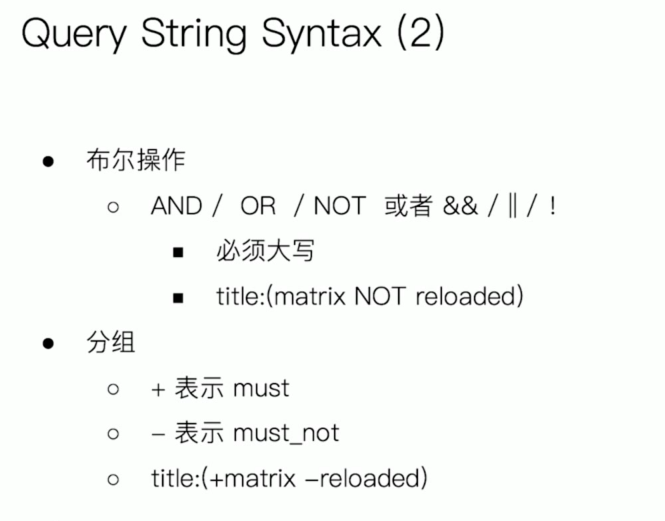 Query String Syntax (2)
● 布尔操作
○ AND / OR / NOT 或者 && / || / !
■ 必须大写
■ title:(matrix NOT reloaded)
● 分组
○ + 表示 must
○ – 表示 must_not
○ title:(+matrix –reloaded)